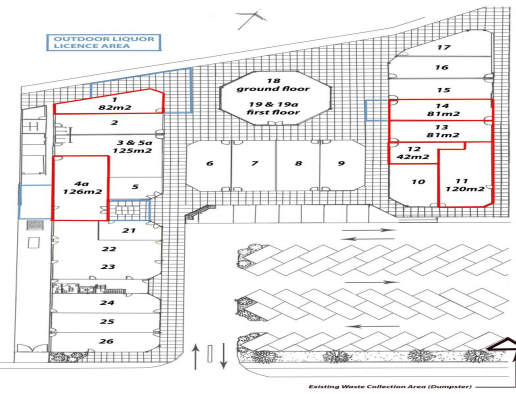 OUTDOOR LIQUOR
LICENCE AREA
1
82m2
2
3 & 5a
125m2
4a
126m2
5
21
22
23
24
25
26
18
ground floor
19 & 19a
first floor
6
7
8
9
17
16
15
14
81m2
13
81m2
12
42m2
10
11
120m2
Existing Waste Collection Area (Dumpster)